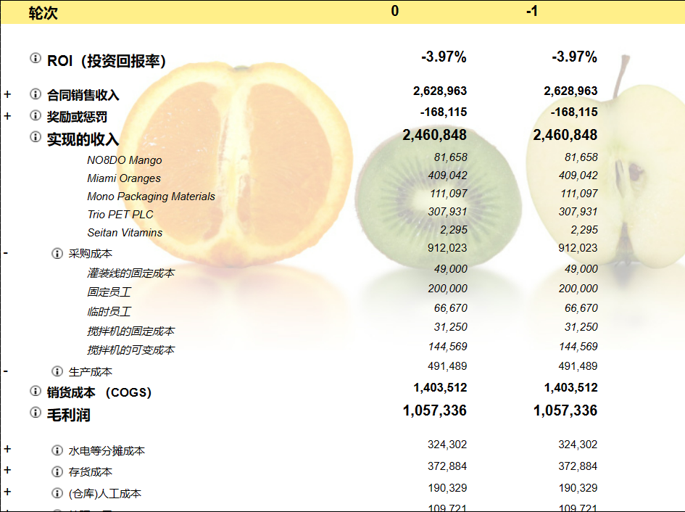 轮次 0 -1
ROI（投资回报率） -3.97% -3.97%
+ 合同销售收入 2,628,963 2,628,963
+ 奖励或惩罚 -168,115 -168,115
实现的收入 2,460,848 2,460,848
NO8DO Mango 81,658 81,658
Miami Oranges 409,042 409,042
Mono Packaging Materials 111,097 111,097
Trio PET PLC 307,931 307,931
Seitan Vitamins 2,295 2,295
- 采购成本 912,023 912,023
灌装线的固定成本 49,000 49,000
固定员工 200,000 200,000
临时员工 66,670 66,670
搅拌机的固定成本 31,250 31,250
搅拌机的可变成本 144,569 144,569
- 生产成本 491,489 491,489
销货成本 （COGS） 1,403,512 1,403,512
毛利润 1,057,336 1,057,336
+ 水电等分摊成本 324,302 324,302
+ 存货成本 372,884 372,884
+ (仓库)人工成本 190,329 190,329
+ 109,721 109,721